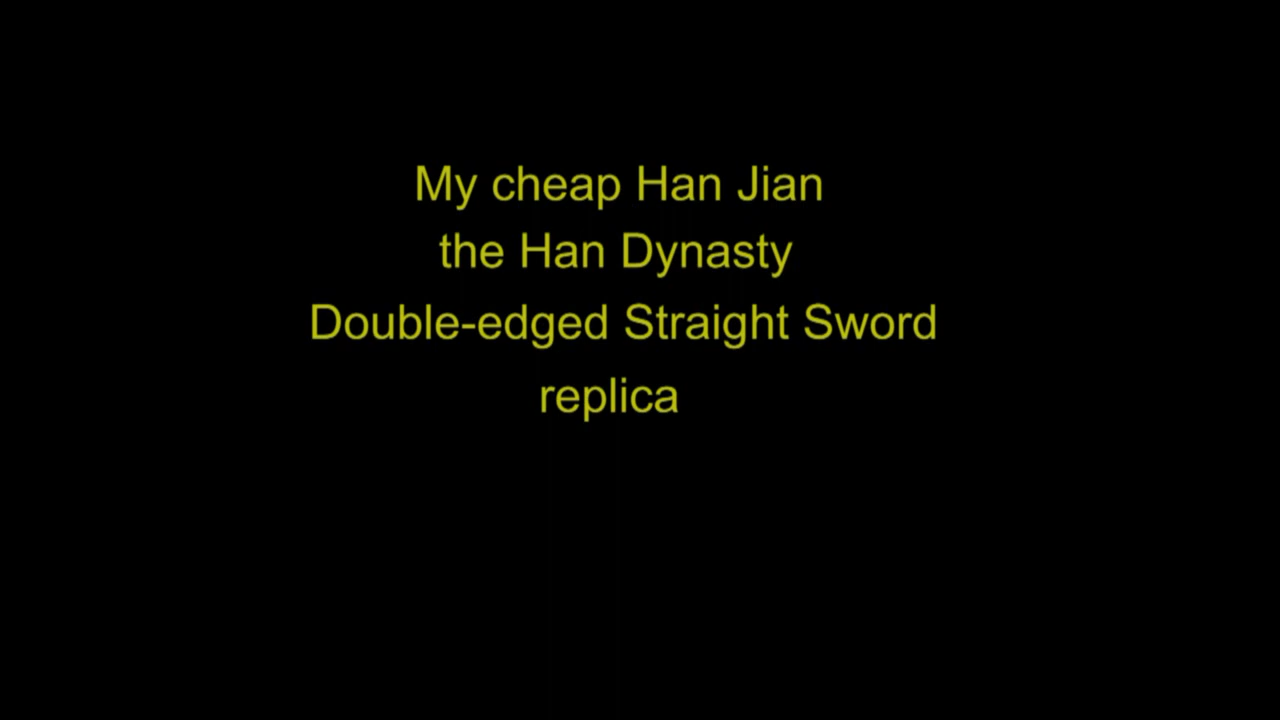 My cheap Han Jian
the Han Dynasty
Double-edged Straight Sword
replica